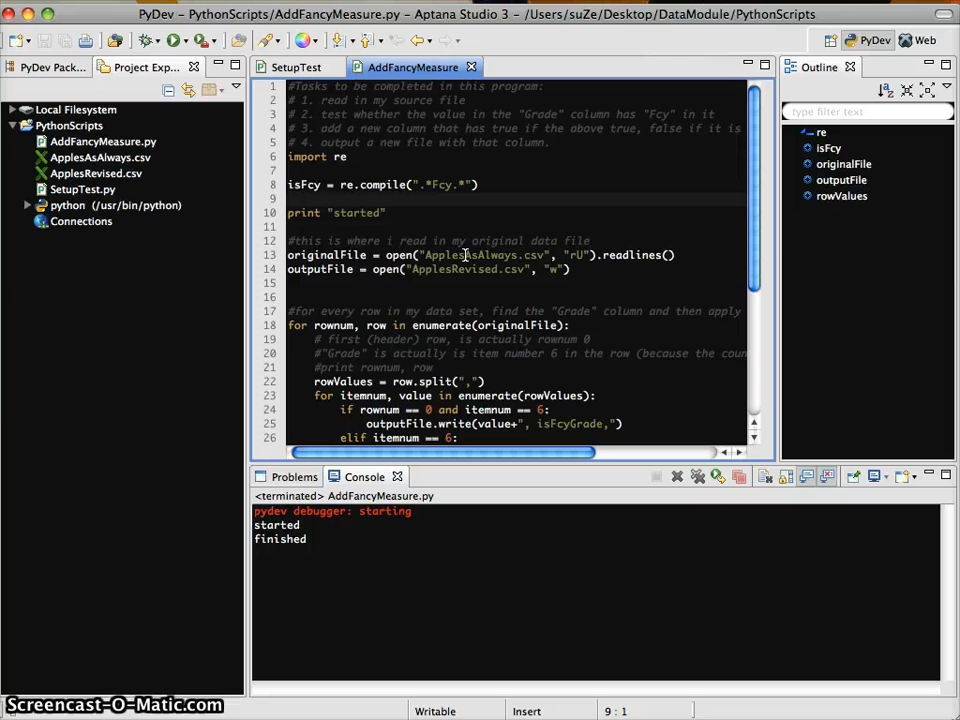 PyDev - PythonScripts/AddFancyMeasure.py - Aptana Studio 3 - /Users/suZe/Desktop/DataModule/PythonScripts
PyDev
Web
PyDev Pack...
Project Exp...
SetupTest
AddFancyMeasure
Outline
type filter text
Local Filesystem
PythonScripts
AddFancyMeasure.py
ApplesAsAlways.csv
ApplesRevised.csv
SetupTest.py
python (/usr/bin/python)
Connections
1 #Tasks to be completed in this program:
2 # 1. read in my source file
3 # 2. test whether the value in the "Grade" column has "Fcy" in it
4 # 3. add a new column that has true if the above true, false if it is
5 # 4. output a new file with that column.
6 import re
7
8 isFcy = re.compile(".*Fcy.*")
9
10 print "started"
11
12 #this is where i read in my original data file
13 originalFile = open("ApplesAsAlways.csv", "rU").readlines()
14 outputFile = open("ApplesRevised.csv", "w")
15
16
17 #for every row in my data set, find the "Grade" column and then apply
18 for rownum, row in enumerate(originalFile):
19 # first (header) row, is actually rownum 0
20 #"Grade" is actually is item number 6 in the row (because the coun
21 #print rownum, row
22 rowValues = row.split(",")
23 for itemnum, value in enumerate(rowValues):
24 if rownum == 0 and itemnum == 6:
25 outputFile.write(value+", isFcyGrade,")
26 elif itemnum == 6:
re
isFcy
originalFile
outputFile
rowValues
Problems
Console
<terminated> AddFancyMeasure.py
pydev debugger: starting
started
finished
Writable
Insert
9 : 1
Screencast-O-Matic.com